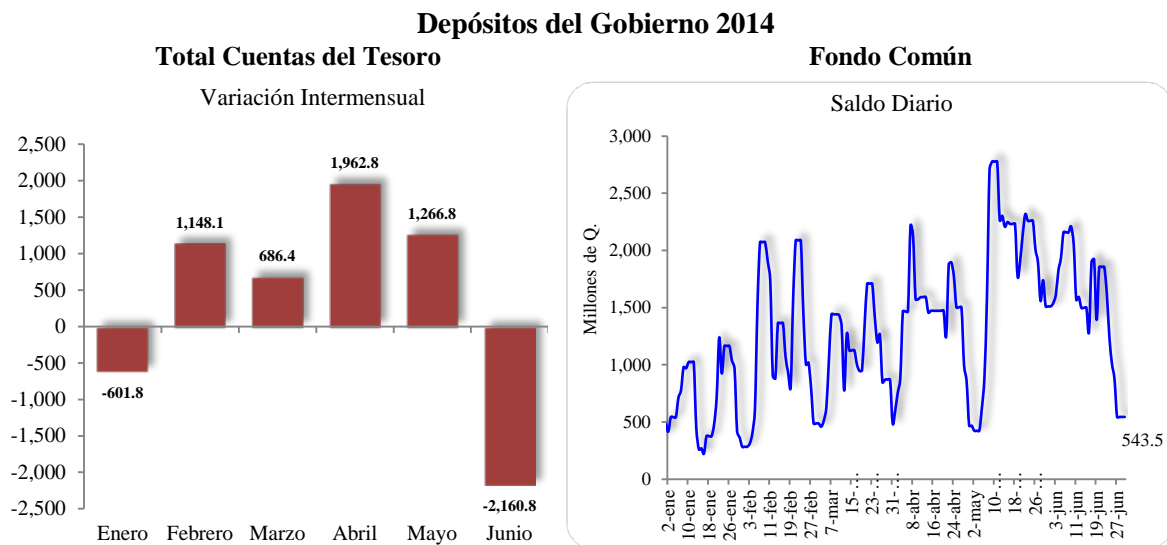 Depósitos del Gobierno 2014
Total Cuentas del Tesoro
Variación Intermensual
2,500
2,000
1,500
1,000
500
0
-500
-1,000
-1,500
-2,000
-2,500
-601.8
1,148.1
686.4
1,962.8
1,266.8
-2,160.8
Enero Febrero Marzo Abril Mayo Junio
Fondo Común
Saldo Diario
Millones de Q.
3,000
2,500
2,000
1,500
1,000
500
0
543.5
2-ene
10-ene
18-ene
26-ene
3-feb
11-feb
19-feb
27-feb
7-mar
15-…
23-…
31-…
8-abr
16-abr
24-abr
2-may
10-…
18-…
26-…
3-jun
11-jun
19-jun
27-jun